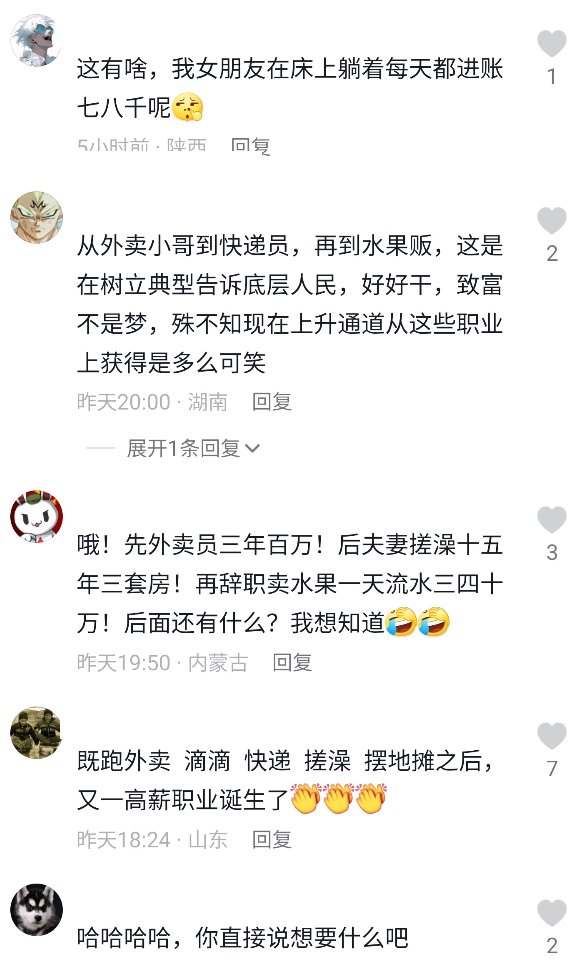 这有啥，我女朋友在床上躺着每天都进账
1
七八千呢
5小时前 · 陕西 回复
从外卖小哥到快递员，再到水果贩，这是
2
在树立典型告诉底层人民，好好干，致富
不是梦，殊不知现在上升通道从这些职业
上获得是多么可笑
昨天20:00 · 湖南 回复
展开1条回复
哦！先外卖员三年百万！后夫妻搓澡十五
3
年三套房！再辞职卖水果一天流水三四十
万！后面还有什么？我想知道
昨天19:50 · 内蒙古 回复
既跑外卖 滴滴 快递 搓澡 摆地摊之后，
7
又一高薪职业诞生了
昨天18:24 · 山东 回复
哈哈哈哈，你直接说想要什么吧
2